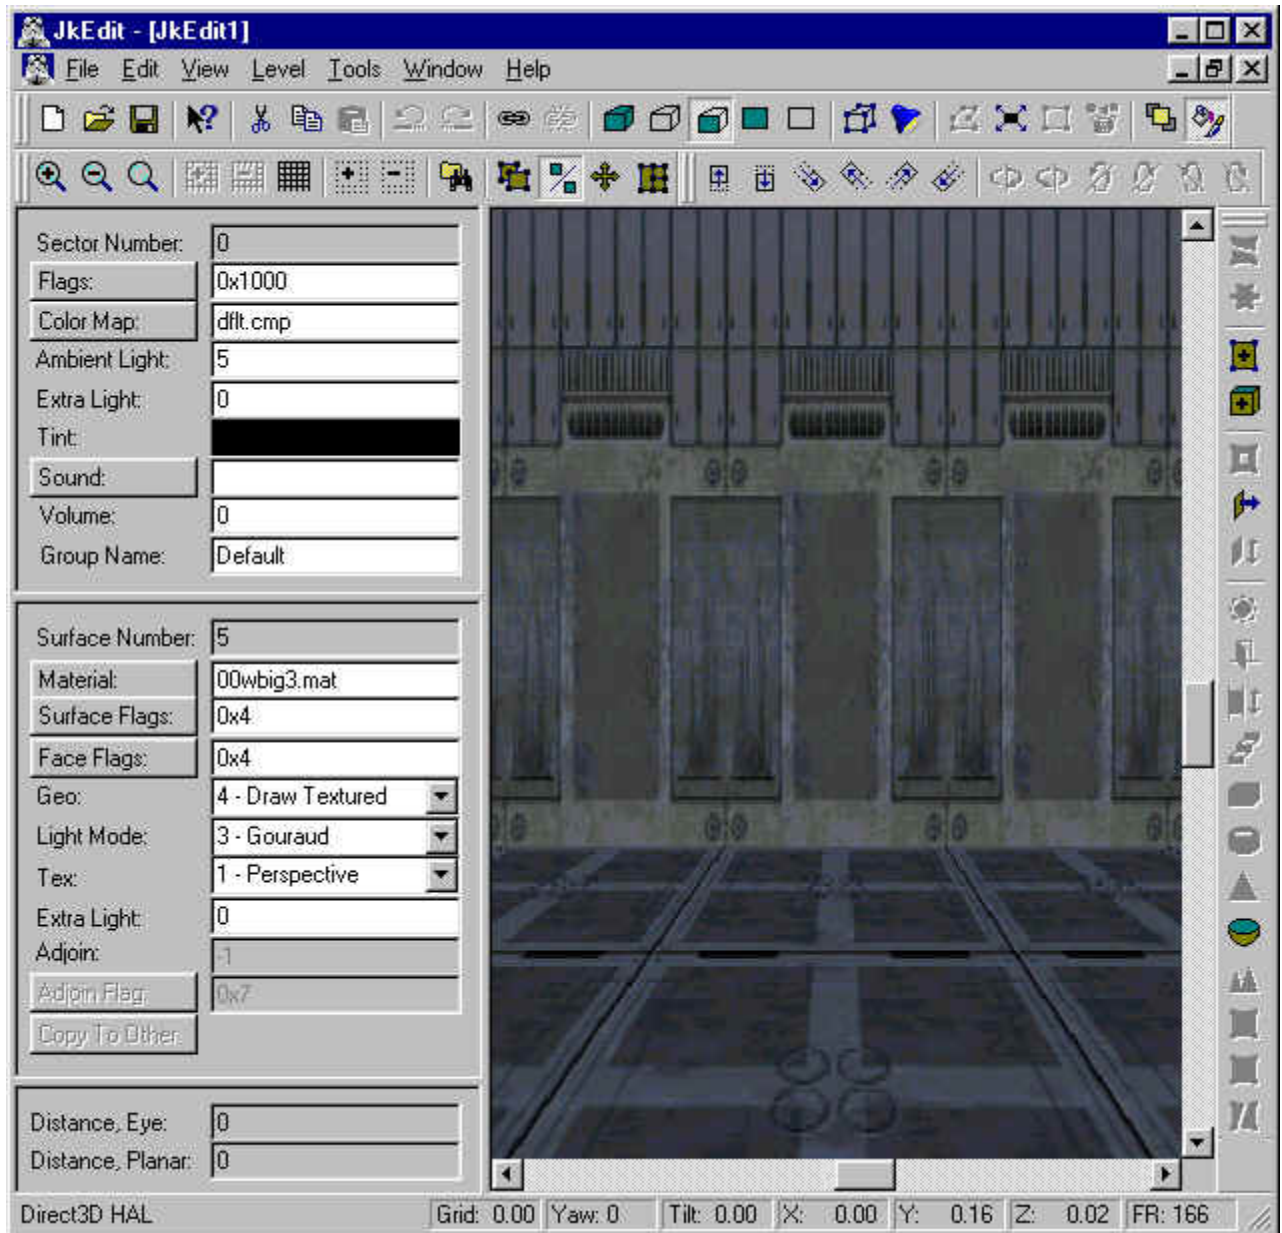 JkEdit - [JkEdit1]
File Edit View Level Tools Window Help
Sector Number: 0
Flags: 0x1000
Color Map: dflt.cmp
Ambient Light: 5
Extra Light: 0
Tint:
Sound:
Volume: 0
Group Name: Default
Surface Number: 5
Material: 00wbig3.mat
Surface Flags: 0x4
Face Flags: 0x4
Geo: 4 - Draw Textured
Light Mode: 3 - Gouraud
Tex: 1 - Perspective
Extra Light: 0
Adjoin: -1
Adjoin Flag: 0x7
Copy To Other:
Distance, Eye: 0
Distance, Planar: 0
Direct3D HAL Grid: 0.00 Yaw: 0 Tilt: 0.00 X: 0.00 Y: 0.16 Z: 0.02 FR: 166